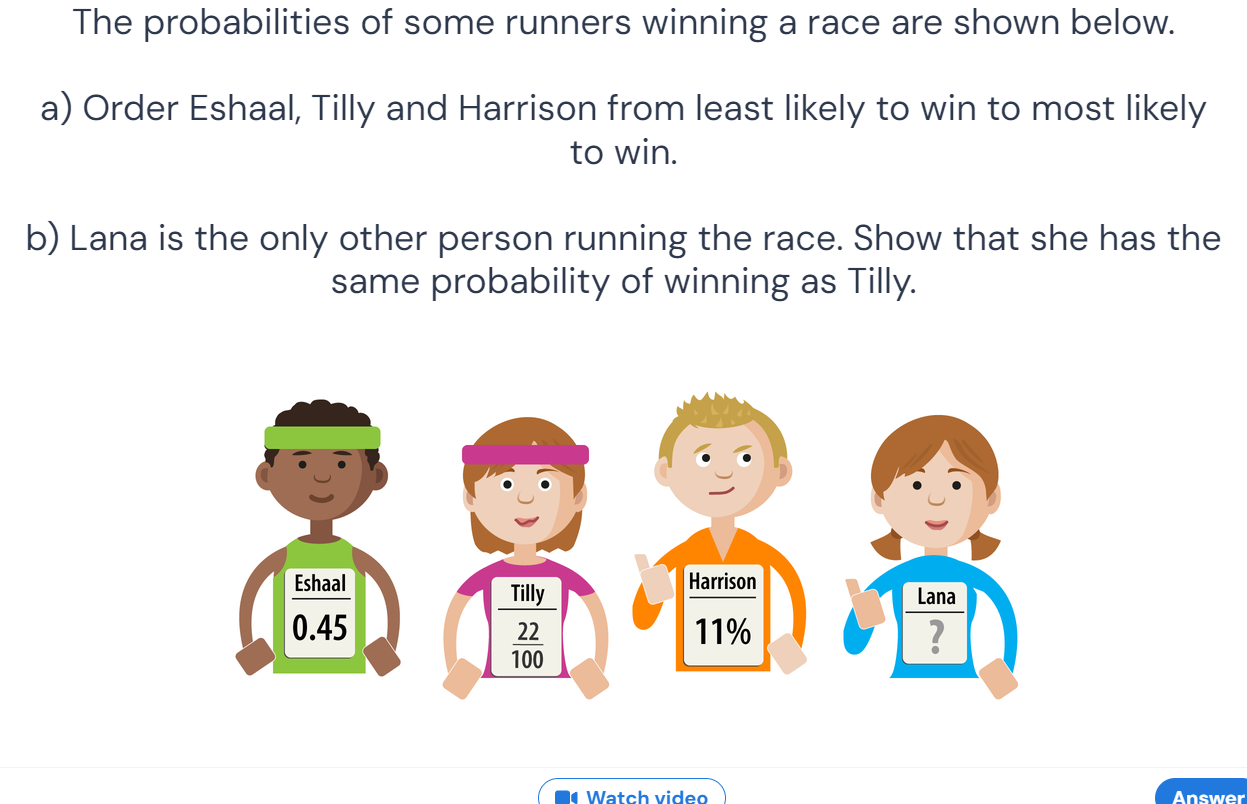 The probabilities of some runners winning a race are shown below.
a) Order Eshaal, Tilly and Harrison from least likely to win to most likely
to win.
b) Lana is the only other person running the race. Show that she has the
same probability of winning as Tilly.
Eshaal
0.45
Tilly
22
100
Harrison
11%
Lana
?
Watch video
Answer